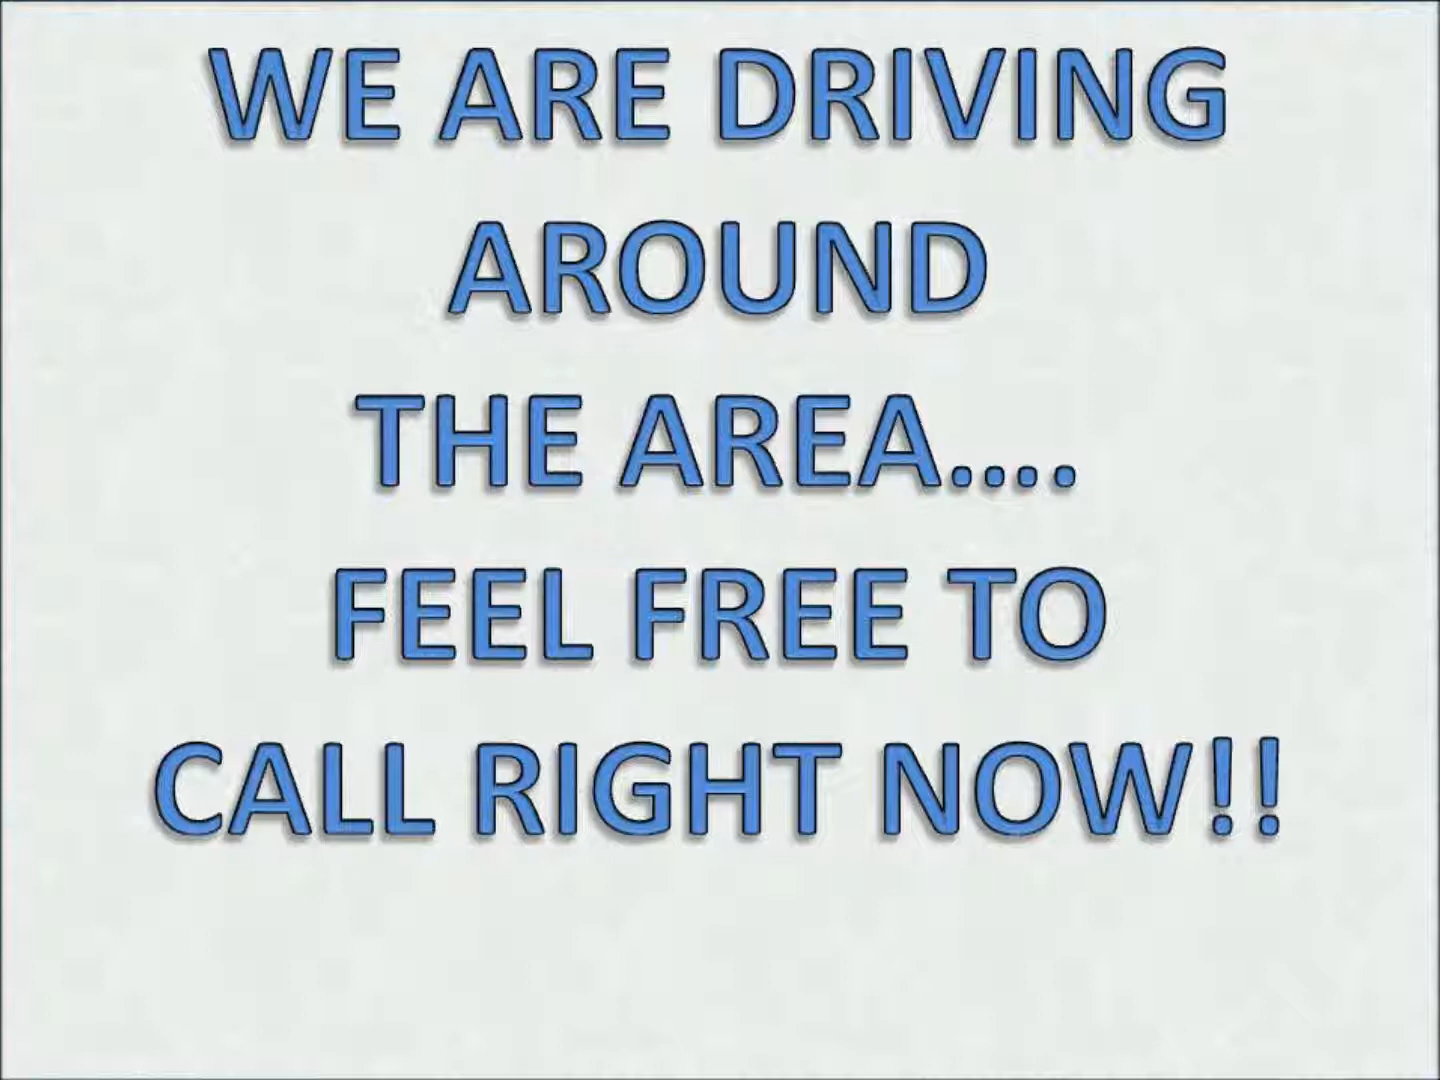 WE ARE DRIVING
AROUND
THE AREA....
FEEL FREE TO
CALL RIGHT NOW!!